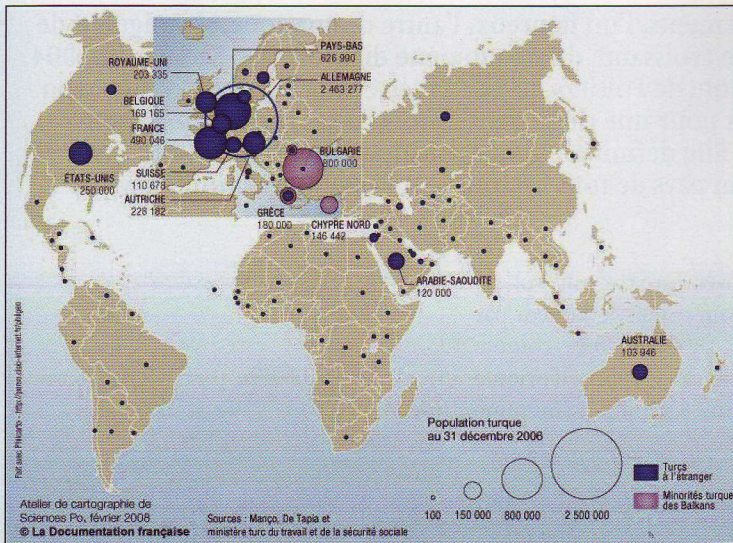 PAYS-BAS
626 990
ROYAUME-UNI
203 335
ALLEMAGNE
2 463 277
BELGIQUE
169 165
FRANCE
490 046
BULGARIE
800 000
ÉTATS-UNIS
250 000
SUISSE
110 678
AUTRICHE
228 182
GRÈCE
180 000
CHYPRE NORD
146 442
ARABIE-SAOUDITE
120 000
AUSTRALIE
103 946
Population turque
au 31 décembre 2006
100
150 000
800 000
2 500 000
Turcs
à l'étranger
Minorités turques
des Balkans
Atelier de cartographie de
Sciences Po, février 2008
© La Documentation française
Sources : Manço, De Tapia et
ministère turc du travail et de la sécurité sociale
Fait avec Philcarto -